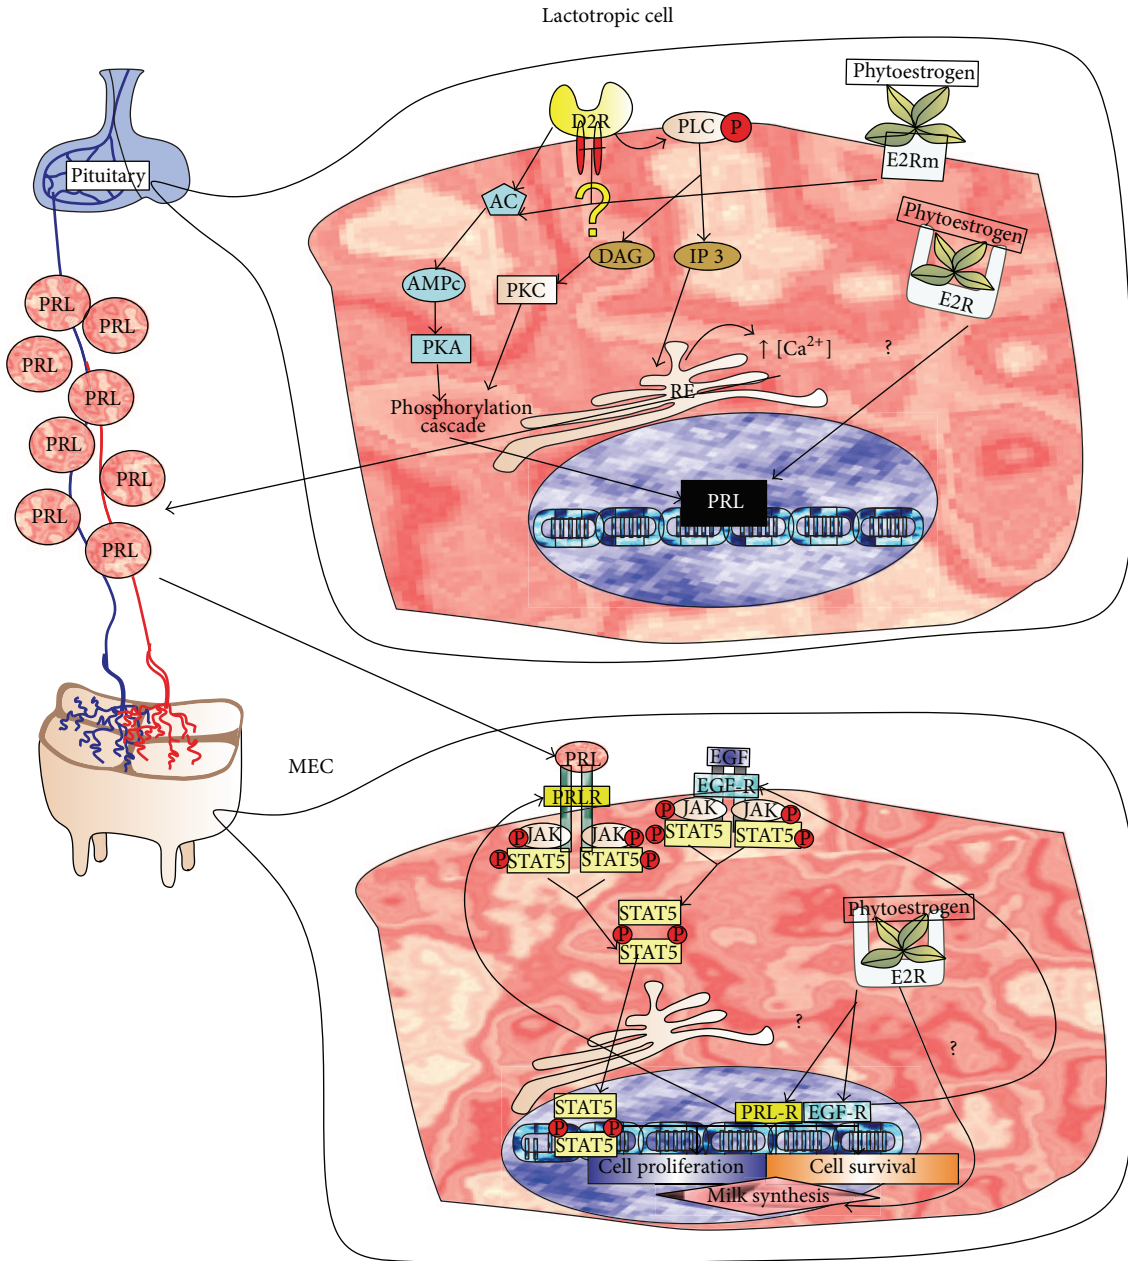 Lactotropic cell
Pituitary
PRL
PRL
PRL
PRL
PRL
PRL
PRL
PRL
Phytoestrogen
D2R
PLC
P
E2Rm
AC
?
Phytoestrogen
DAG
IP 3
E2R
AMPc
PKC
PKA
↑ [Ca²⁺]
?
RE
Phosphorylation
cascade
PRL
MEC
PRL
EGF
PRLR
EGF-R
P
JAK
JAK
P
P
JAK
JAK
P
P
STAT5
STAT5
P
P
STAT5
STAT5
P
STAT5
P
P
STAT5
Phytoestrogen
E2R
?
?
STAT5
P
P
STAT5
PRL-R
EGF-R
Cell proliferation
Cell survival
Milk synthesis